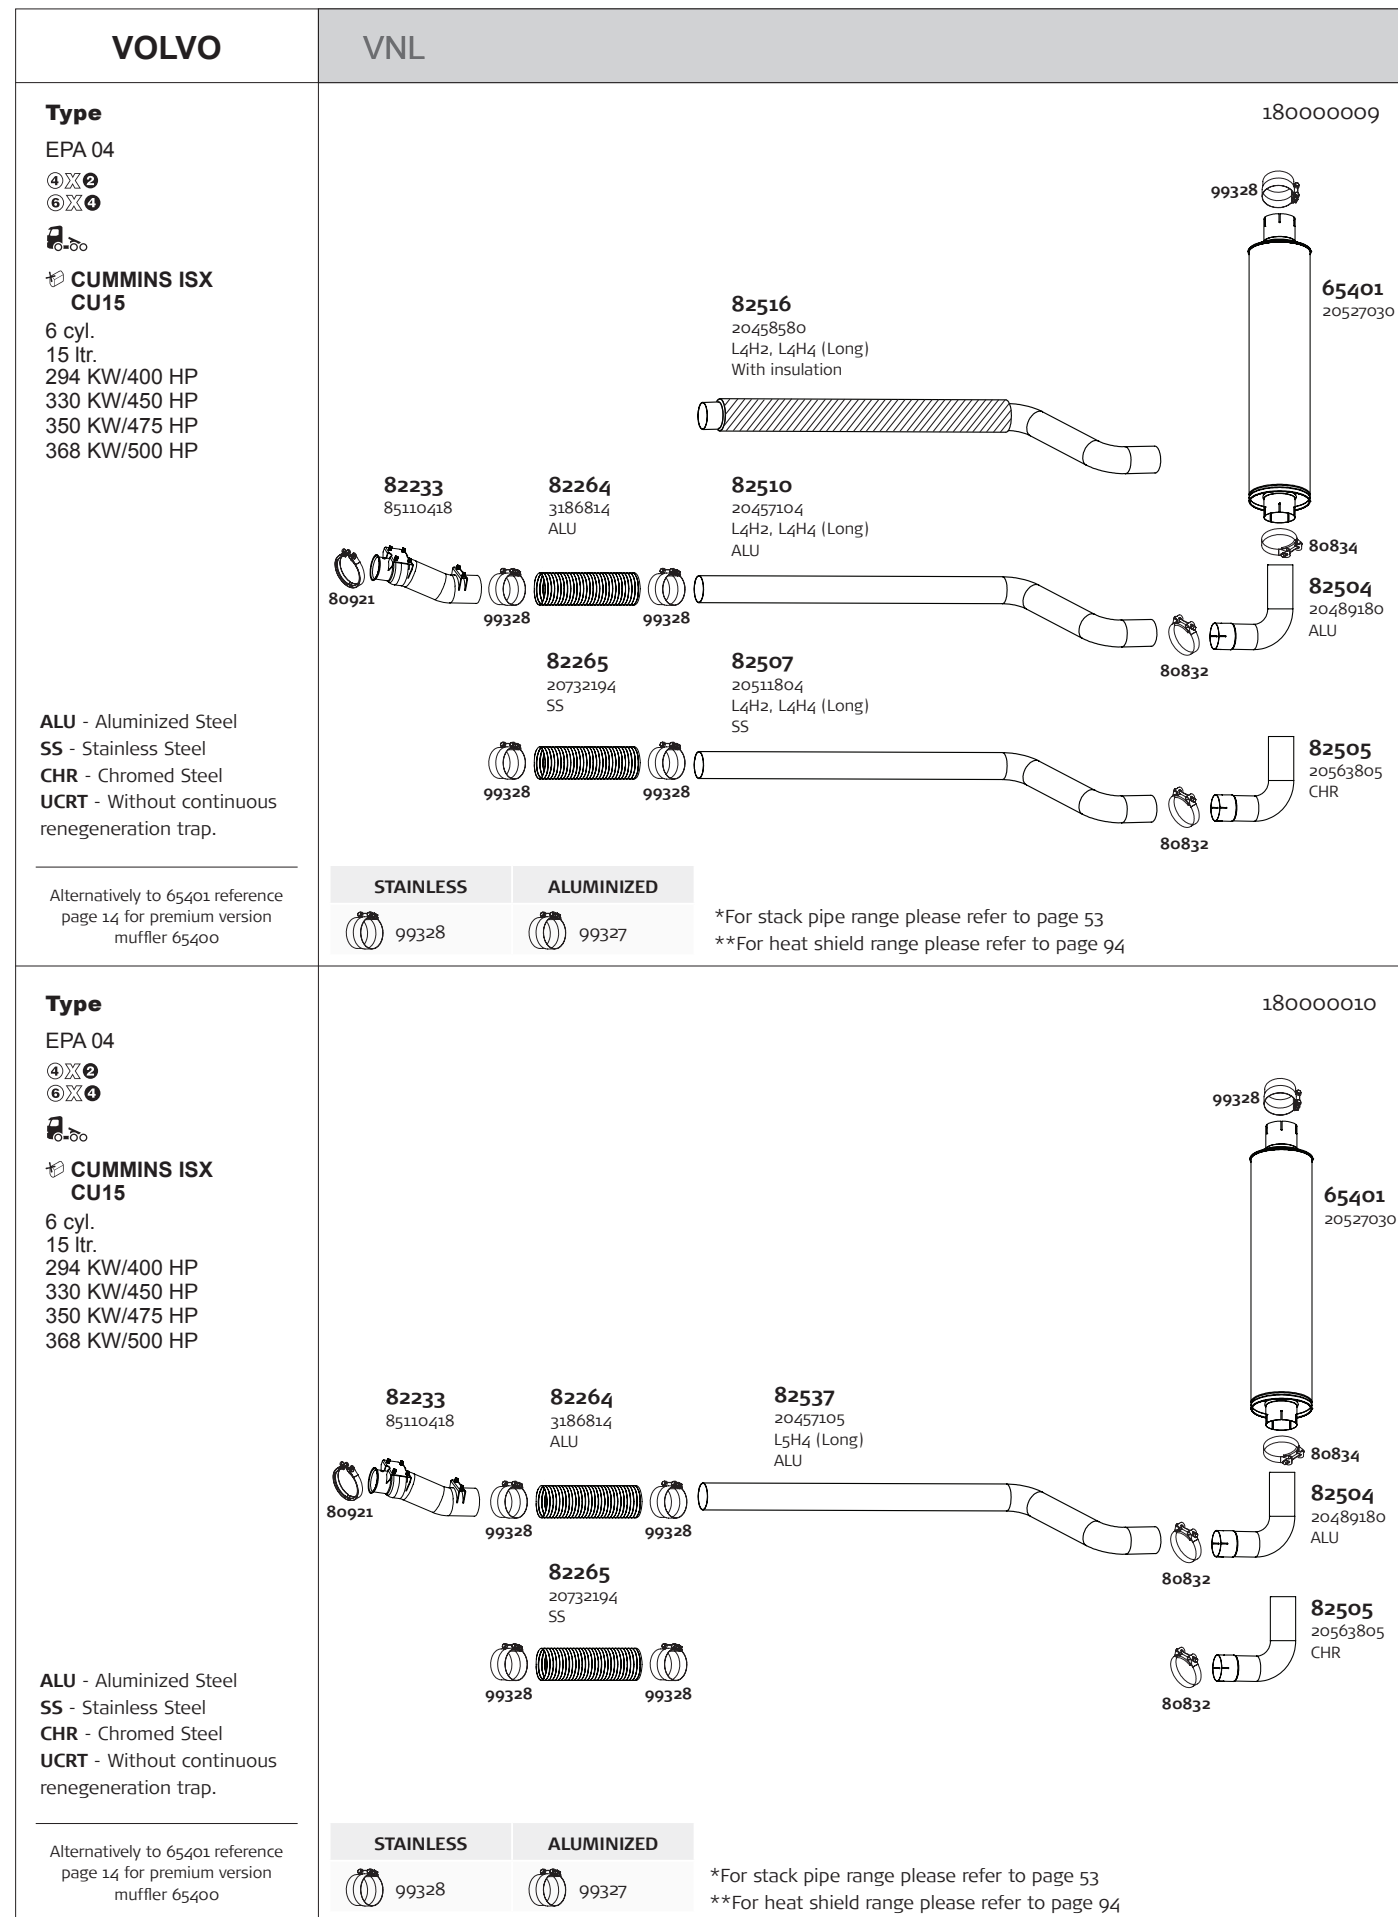 VOLVO
VNL
Type
EPA 04
4X2
6X4
CUMMINS ISX
CU15
6 cyl.
15 ltr.
294 KW/400 HP
330 KW/450 HP
350 KW/475 HP
368 KW/500 HP
ALU - Aluminized Steel
SS - Stainless Steel
CHR - Chromed Steel
UCRT - Without continuous
renegeneration trap.
Alternatively to 65401 reference
page 14 for premium version
muffler 65400
180000009
99328
65401
20527030
82516
20458580
L4H2, L4H4 (Long)
With insulation
82233
85110418
82264
3186814
ALU
82510
20457104
L4H2, L4H4 (Long)
ALU
80834
82504
20489180
ALU
80921
99328
99328
80832
82265
20732194
SS
82507
20511804
L4H2, L4H4 (Long)
SS
82505
20563805
CHR
99328
99328
80832
STAINLESS
ALUMINIZED
99328
99327
*For stack pipe range please refer to page 53
**For heat shield range please refer to page 94
Type
EPA 04
4X2
6X4
CUMMINS ISX
CU15
6 cyl.
15 ltr.
294 KW/400 HP
330 KW/450 HP
350 KW/475 HP
368 KW/500 HP
ALU - Aluminized Steel
SS - Stainless Steel
CHR - Chromed Steel
UCRT - Without continuous
renegeneration trap.
Alternatively to 65401 reference
page 14 for premium version
muffler 65400
180000010
99328
65401
20527030
82233
85110418
82264
3186814
ALU
82537
20457105
L5H4 (Long)
ALU
80834
82504
20489180
ALU
80921
99328
99328
80832
82265
20732194
SS
82505
20563805
CHR
99328
99328
80832
STAINLESS
ALUMINIZED
99328
99327
*For stack pipe range please refer to page 53
**For heat shield range please refer to page 94